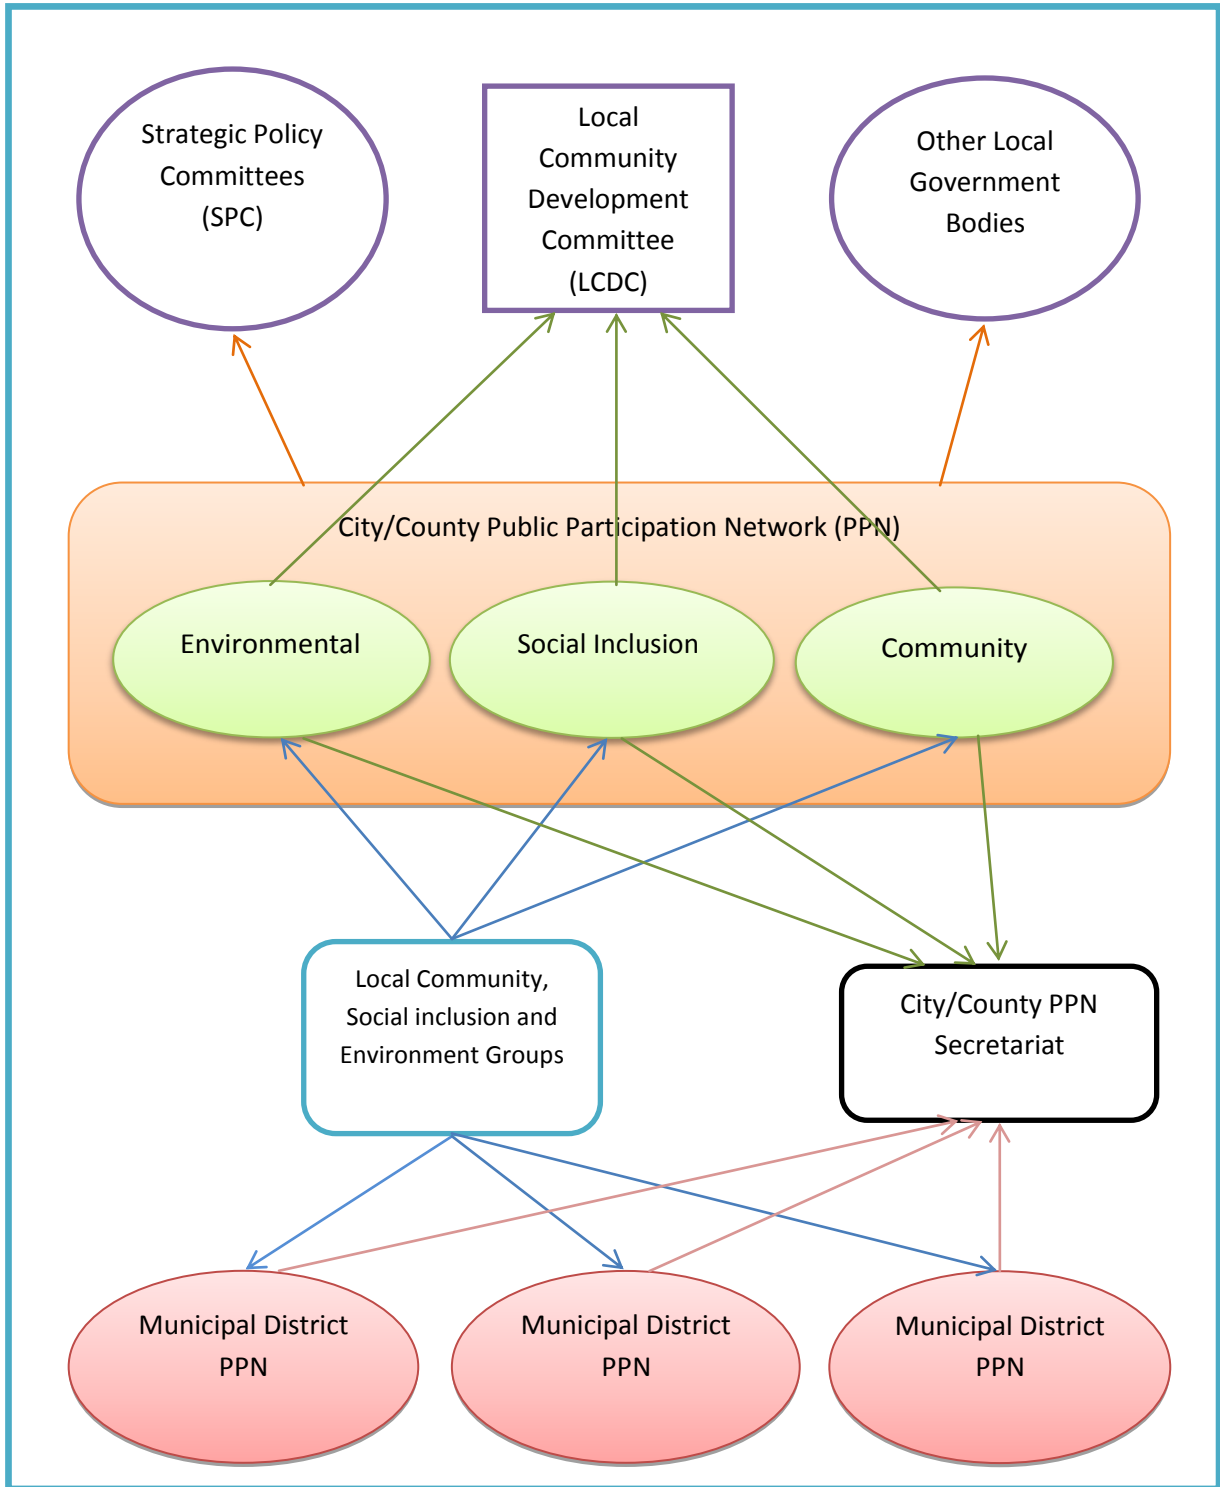 Strategic Policy
Committees
(SPC)
Local
Community
Development
Committee
(LCDC)
Other Local
Government
Bodies
City/County Public Participation Network (PPN)
Environmental
Social Inclusion
Community
Local Community,
Social inclusion and
Environment Groups
City/County PPN
Secretariat
Municipal District
PPN
Municipal District
PPN
Municipal District
PPN